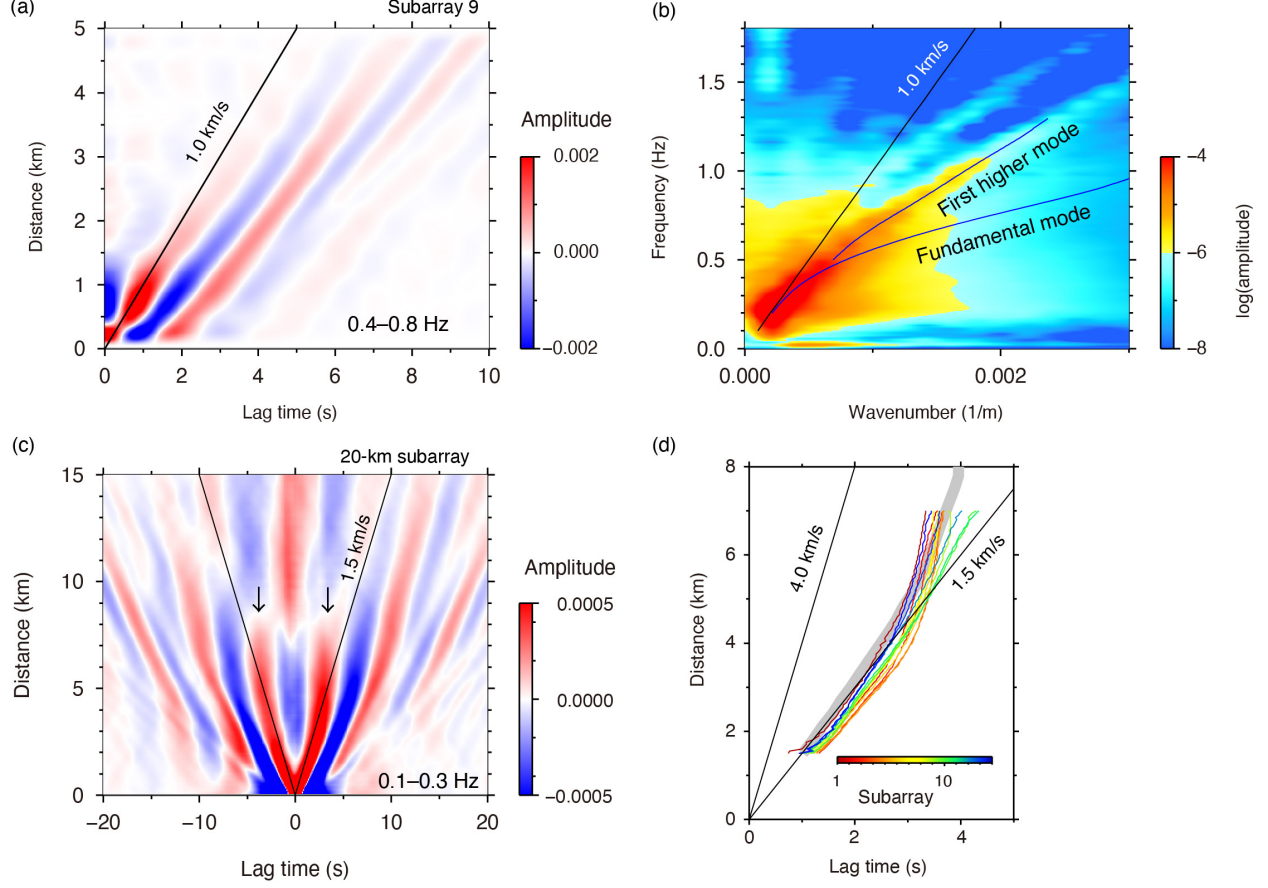 (a)
Subarray 9
5
4
3
2
1
0
Distance (km)
1.0 km/s
0.4–0.8 Hz
0 2 4 6 8 10
Lag time (s)
Amplitude
0.002
0.000
−0.002
(b)
1.5
1.0
0.5
0.0
Frequency (Hz)
1.0 km/s
First higher mode
Fundamental mode
0.000 0.002
Wavenumber (1/m)
−4
−6
−8
log(amplitude)
(c)
20-km subarray
15
10
5
0
Distance (km)
1.5 km/s
0.1–0.3 Hz
−20 −10 0 10 20
Lag time (s)
Amplitude
0.0005
0.0000
−0.0005
(d)
8
6
4
2
0
Distance (km)
4.0 km/s
1.5 km/s
1 10
Subarray
0 2 4
Lag time (s)